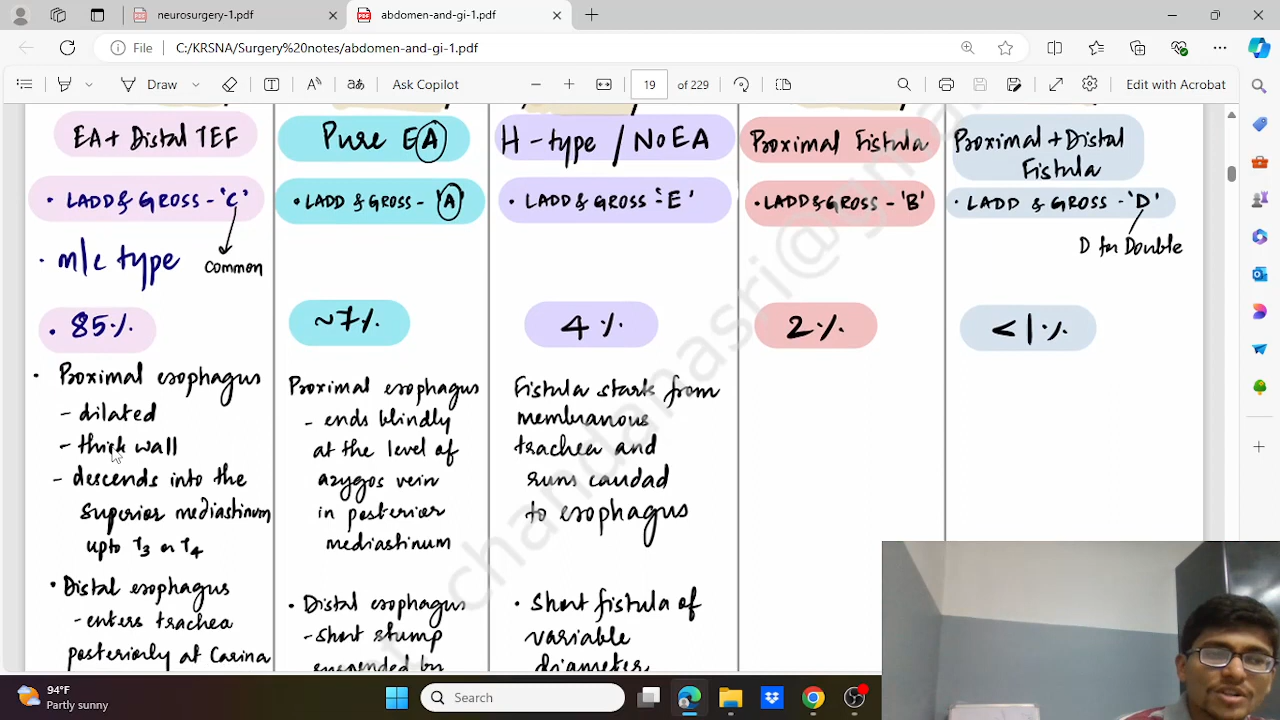 neurosurgery-1.pdf
abdomen-and-gi-1.pdf
File
C:/KRSNA/Surgery%20notes/abdomen-and-gi-1.pdf
Draw
Ask Copilot
19
of 229
Edit with Acrobat
EA + Distal TEF
• LADD & GROSS - 'C'
Common
• m/c type
• 85%
• Proximal esophagus
- dilated
- thick wall
- descends into the
Superior mediastinum
upto T3 or T4
• Distal esophagus
- enters trachea
posteriorly at Carina
Pure EA
• LADD & GROSS - 'A'
~7%
Proximal esophagus
- ends blindly
at the level of
azygos vein
in posterior
mediastinum
• Distal esophagus
- Short stump
suspended by
H-type / No EA
• LADD & GROSS - 'E'
4%
Fistula starts from
membranous
trachea and
runs caudad
to esophagus
• Short fistula of
variable
diameter
Proximal Fistula
• LADD & GROSS - 'B'
2%
Proximal + Distal
Fistula
• LADD & GROSS - 'D'
D for Double
<1%
94°F
Partly sunny
Search